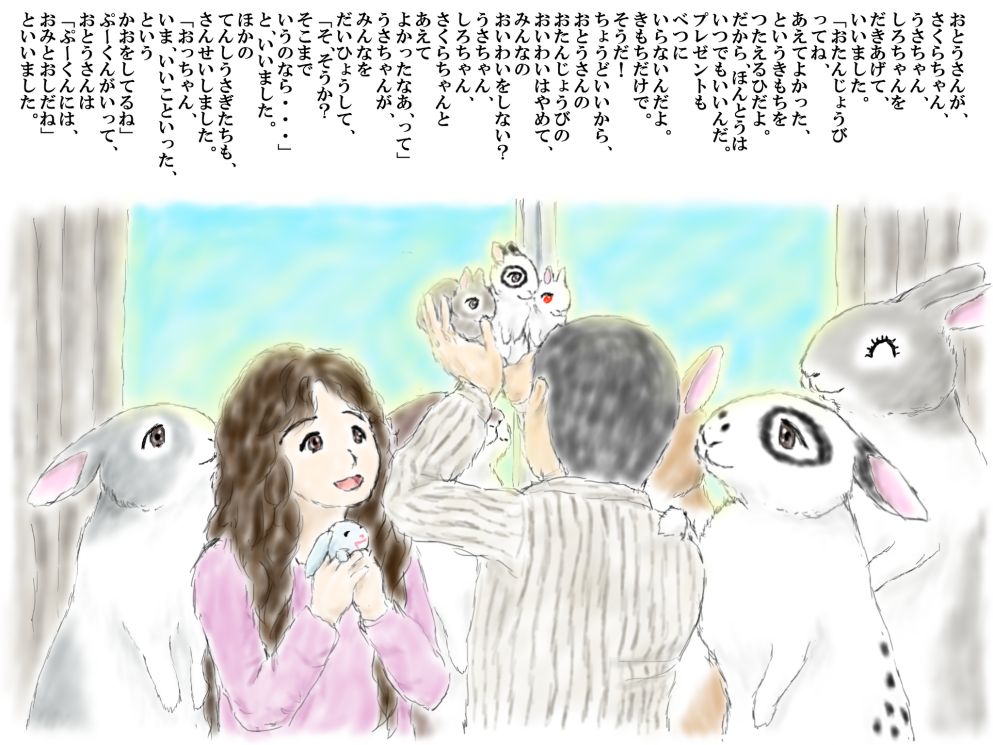 おとうさんが、
さくらちゃん、
うさちゃん、
しろちゃんを
だきあげて、
いいました。
「おたんじょうび
ってね
あえてよかった、
というきもちを
つたえるひだよ。
だから、ほんとうは
いつでもいいんだ。
プレゼントも
べつに
いらないんだよ。
きもちだけで。
そうだ！
ちょうどいいから、
おとうさんの
おたんじょうびの
おいわいはやめて、
みんなの
おいわいをしない？
うさちゃん、
しろちゃん、
さくらちゃんと
あえて
よかったなあ、って」
うさちゃんが、
みんなを
だいひょうして、
「そ、そうか？
そこまで
いうのなら・・・」
と、いいました。
ほかの
てんしうさぎたちも、
さんせいしました。
「おっちゃん、
いま、いいこといった、
という
かおをしてるね」
ぷーくんがいって、
おとうさんは
「ぷーくんには、
おみとおしだね」
といいました。